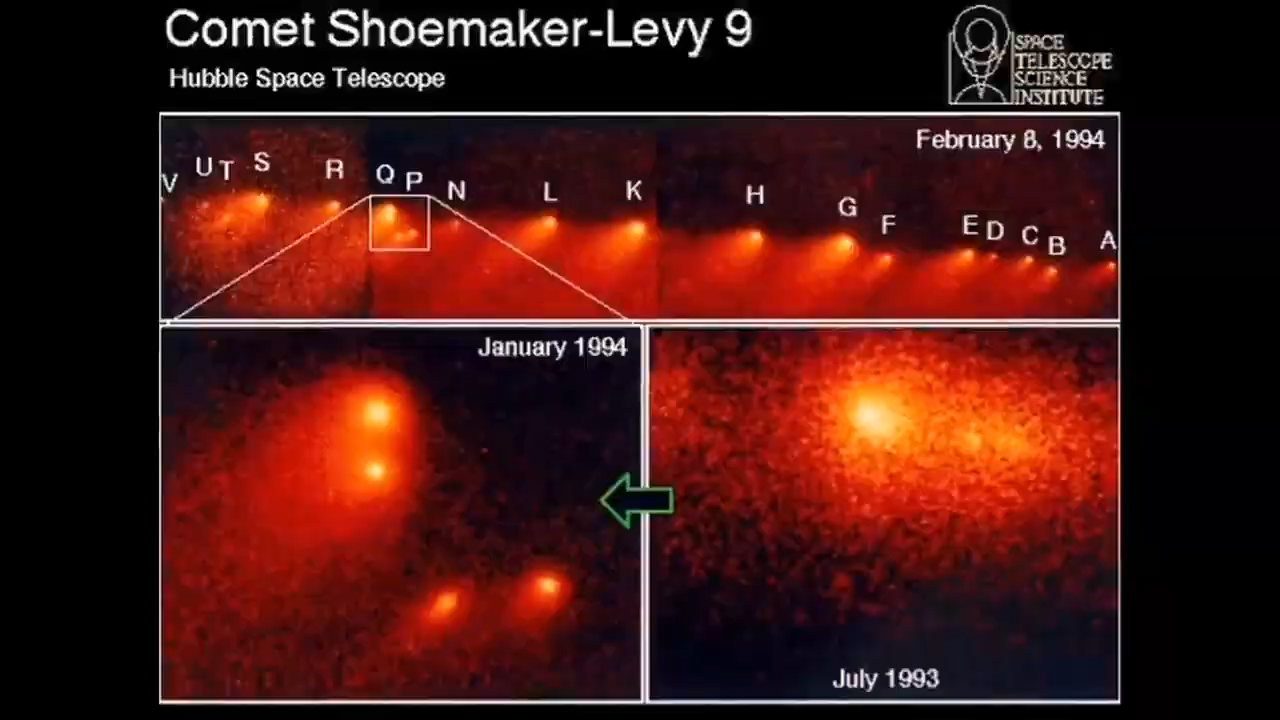 Comet Shoemaker-Levy 9
Hubble Space Telescope
SPACE
TELESCOPE
SCIENCE
INSTITUTE
February 8, 1994
V U T S R Q P N L K H G F E D C B A
January 1994
July 1993